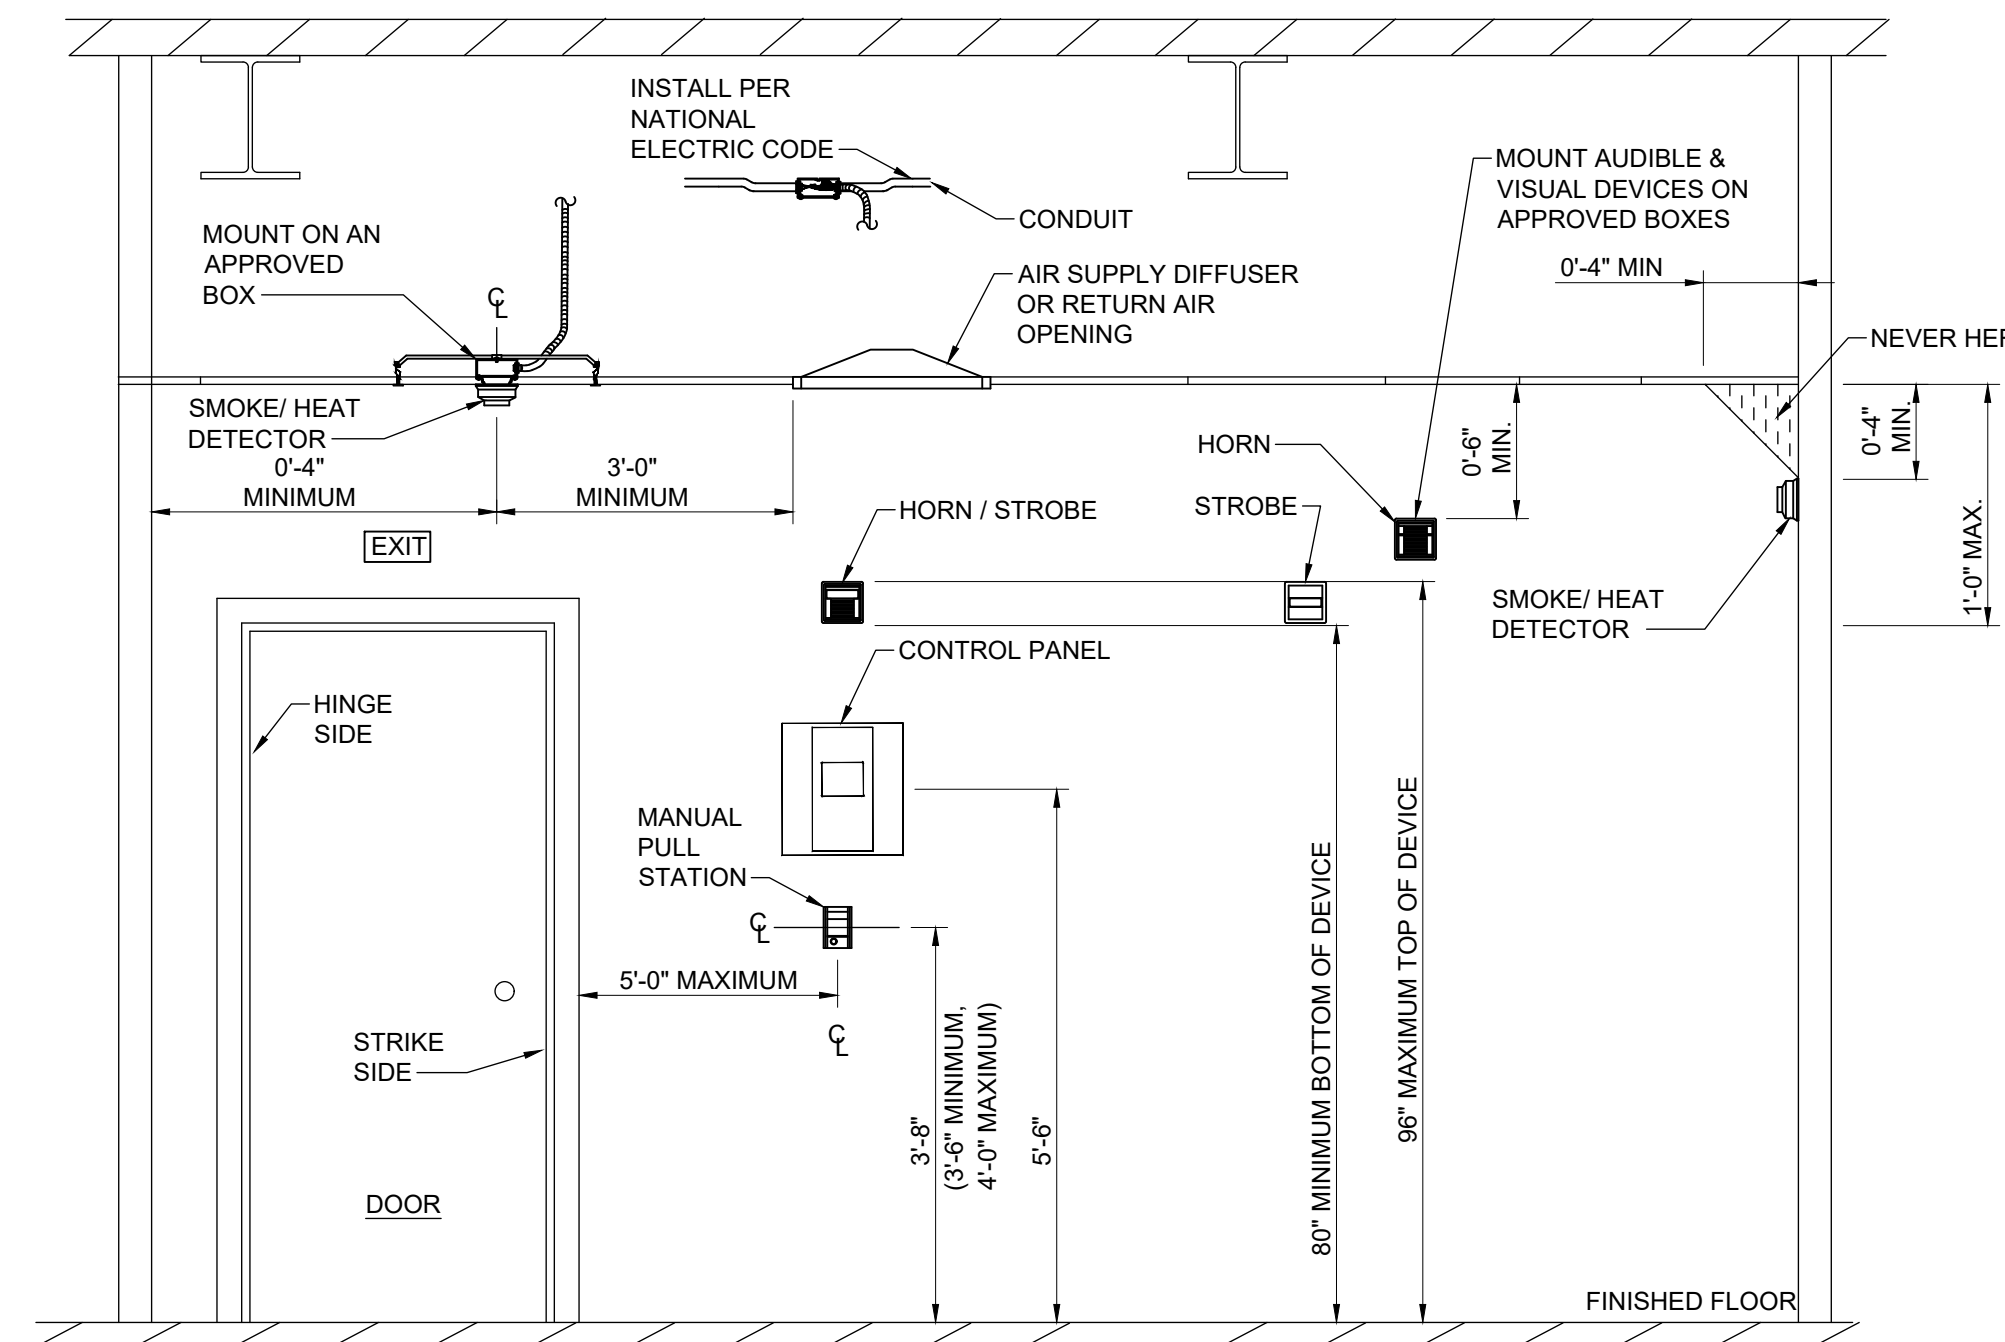 INSTALL PER
NATIONAL
ELECTRIC CODE
CONDUIT
MOUNT AUDIBLE &
VISUAL DEVICES ON
APPROVED BOXES
MOUNT ON AN
APPROVED
BOX
℄
AIR SUPPLY DIFFUSER
OR RETURN AIR
OPENING
0'-4" MIN
NEVER
SMOKE/ HEAT
DETECTOR
0'-4"
MINIMUM
3'-0"
MINIMUM
HORN
0'-6"
MIN.
0'-4"
MIN.
1'-0" MAX.
EXIT
HORN / STROBE
STROBE
SMOKE/ HEAT
DETECTOR
CONTROL PANEL
HINGE
SIDE
MANUAL
PULL
STATION
℄
5'-0" MAXIMUM
℄
STRIKE
SIDE
3'-8"
(3'-6" MINIMUM,
4'-0" MAXIMUM)
5'-6"
80" MINIMUM BOTTOM OF DEVICE
96" MAXIMUM TOP OF DEVICE
DOOR
FINISHED FLOOR